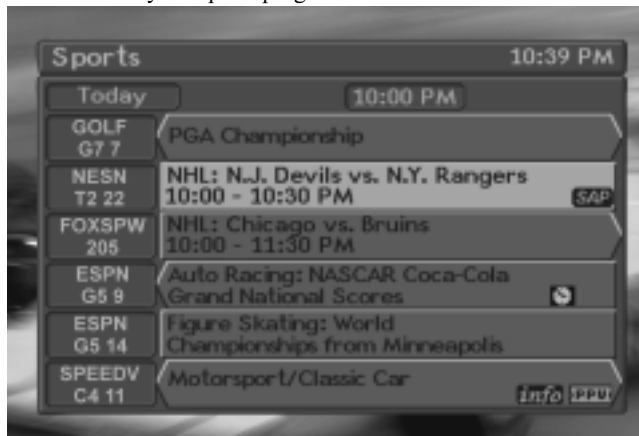 Sports 10:39 PM
Today 10:00 PM
GOLF
G7 7
PGA Championship
NESN
T2 22
NHL: N.J. Devils vs. N.Y. Rangers
10:00 - 10:30 PM SAP
FOXSPW
205
NHL: Chicago vs. Bruins
10:00 - 11:30 PM
ESPN
G5 9
Auto Racing: NASCAR Coca-Cola
Grand National Scores
ESPN
G5 14
Figure Skating: World
Championships from Minneapolis
SPEEDV
C4 11
Motorsport/Classic Car
info PPV